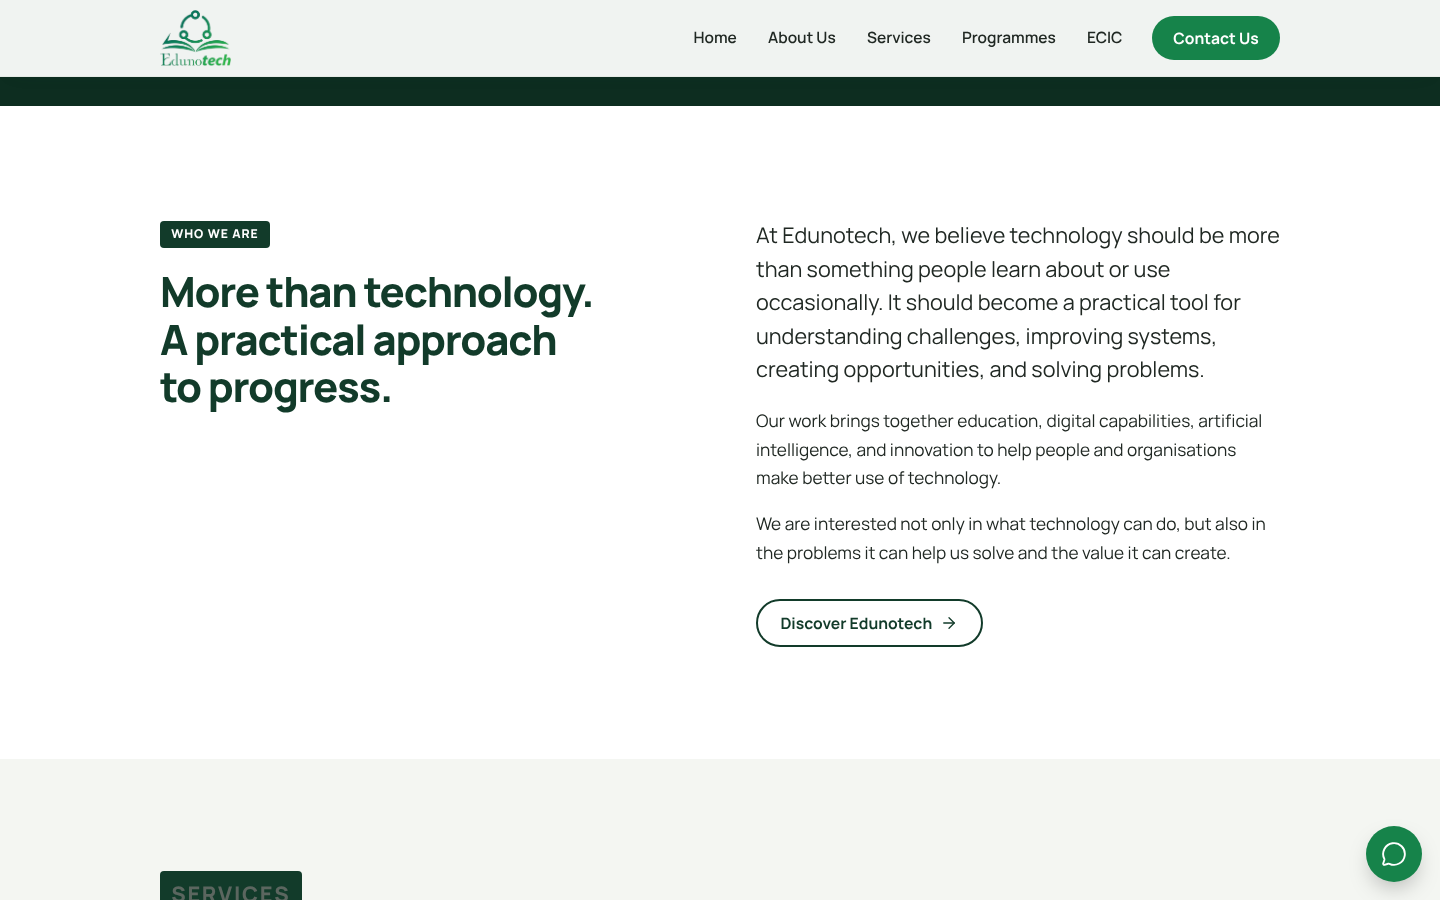 Edunotech
Home
About Us
Services
Programmes
ECIC
Contact Us
WHO WE ARE
More than technology.
A practical approach
to progress.
At Edunotech, we believe technology should be more
than something people learn about or use
occasionally. It should become a practical tool for
understanding challenges, improving systems,
creating opportunities, and solving problems.
Our work brings together education, digital capabilities, artificial
intelligence, and innovation to help people and organisations
make better use of technology.
We are interested not only in what technology can do, but also in
the problems it can help us solve and the value it can create.
Discover Edunotech
SERVICES